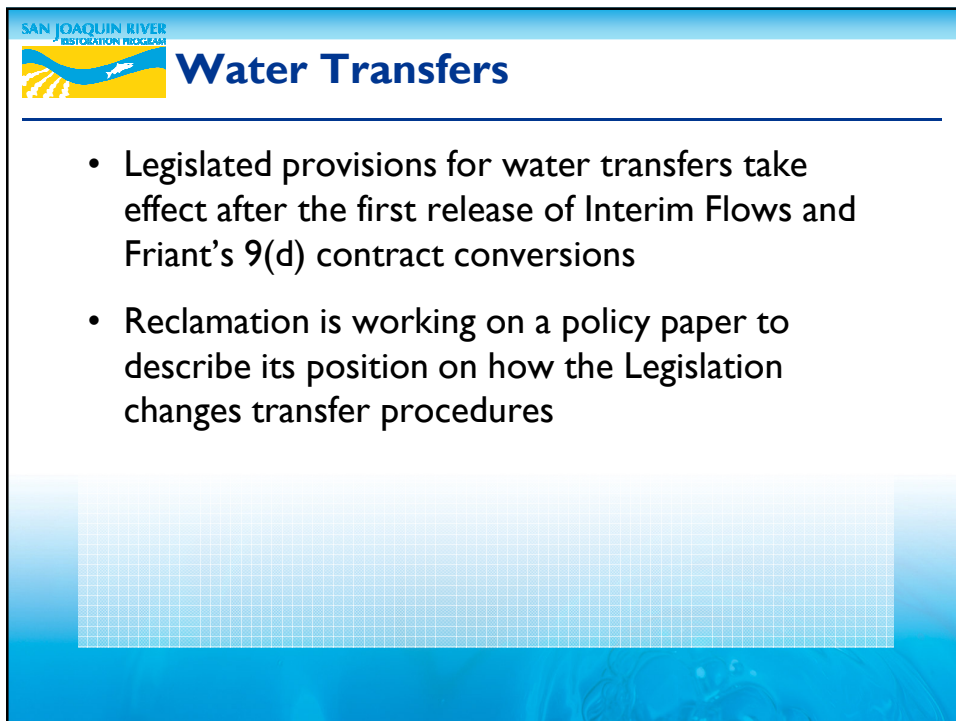 SAN JOAQUIN RIVER
RESTORATION PROGRAM
Water Transfers
• Legislated provisions for water transfers take
effect after the first release of Interim Flows and
Friant’s 9(d) contract conversions
• Reclamation is working on a policy paper to
describe its position on how the Legislation
changes transfer procedures